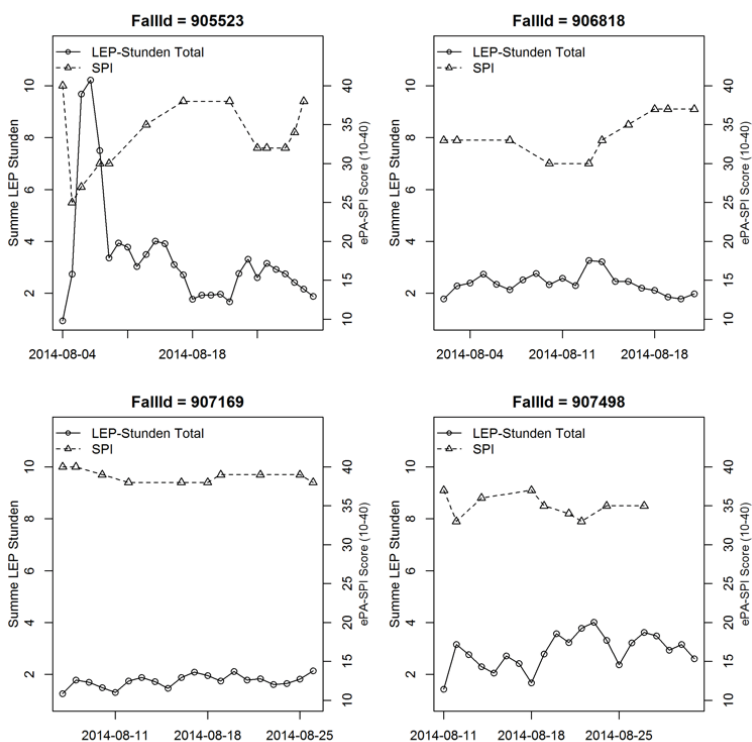 FallId = 905523
LEP-Stunden Total
SPI
Summe LEP Stunden
2 4 6 8 10
ePA-SPI Score (10-40)
10 15 20 25 30 35 40
2014-08-04 2014-08-18
FallId = 906818
LEP-Stunden Total
SPI
Summe LEP Stunden
2 4 6 8 10
ePA-SPI Score (10-40)
10 15 20 25 30 35 40
2014-08-04 2014-08-11 2014-08-18
FallId = 907169
LEP-Stunden Total
SPI
Summe LEP Stunden
2 4 6 8 10
ePA-SPI Score (10-40)
10 15 20 25 30 35 40
2014-08-11 2014-08-18 2014-08-25
FallId = 907498
LEP-Stunden Total
SPI
Summe LEP Stunden
2 4 6 8 10
ePA-SPI Score (10-40)
10 15 20 25 30 35 40
2014-08-11 2014-08-18 2014-08-25